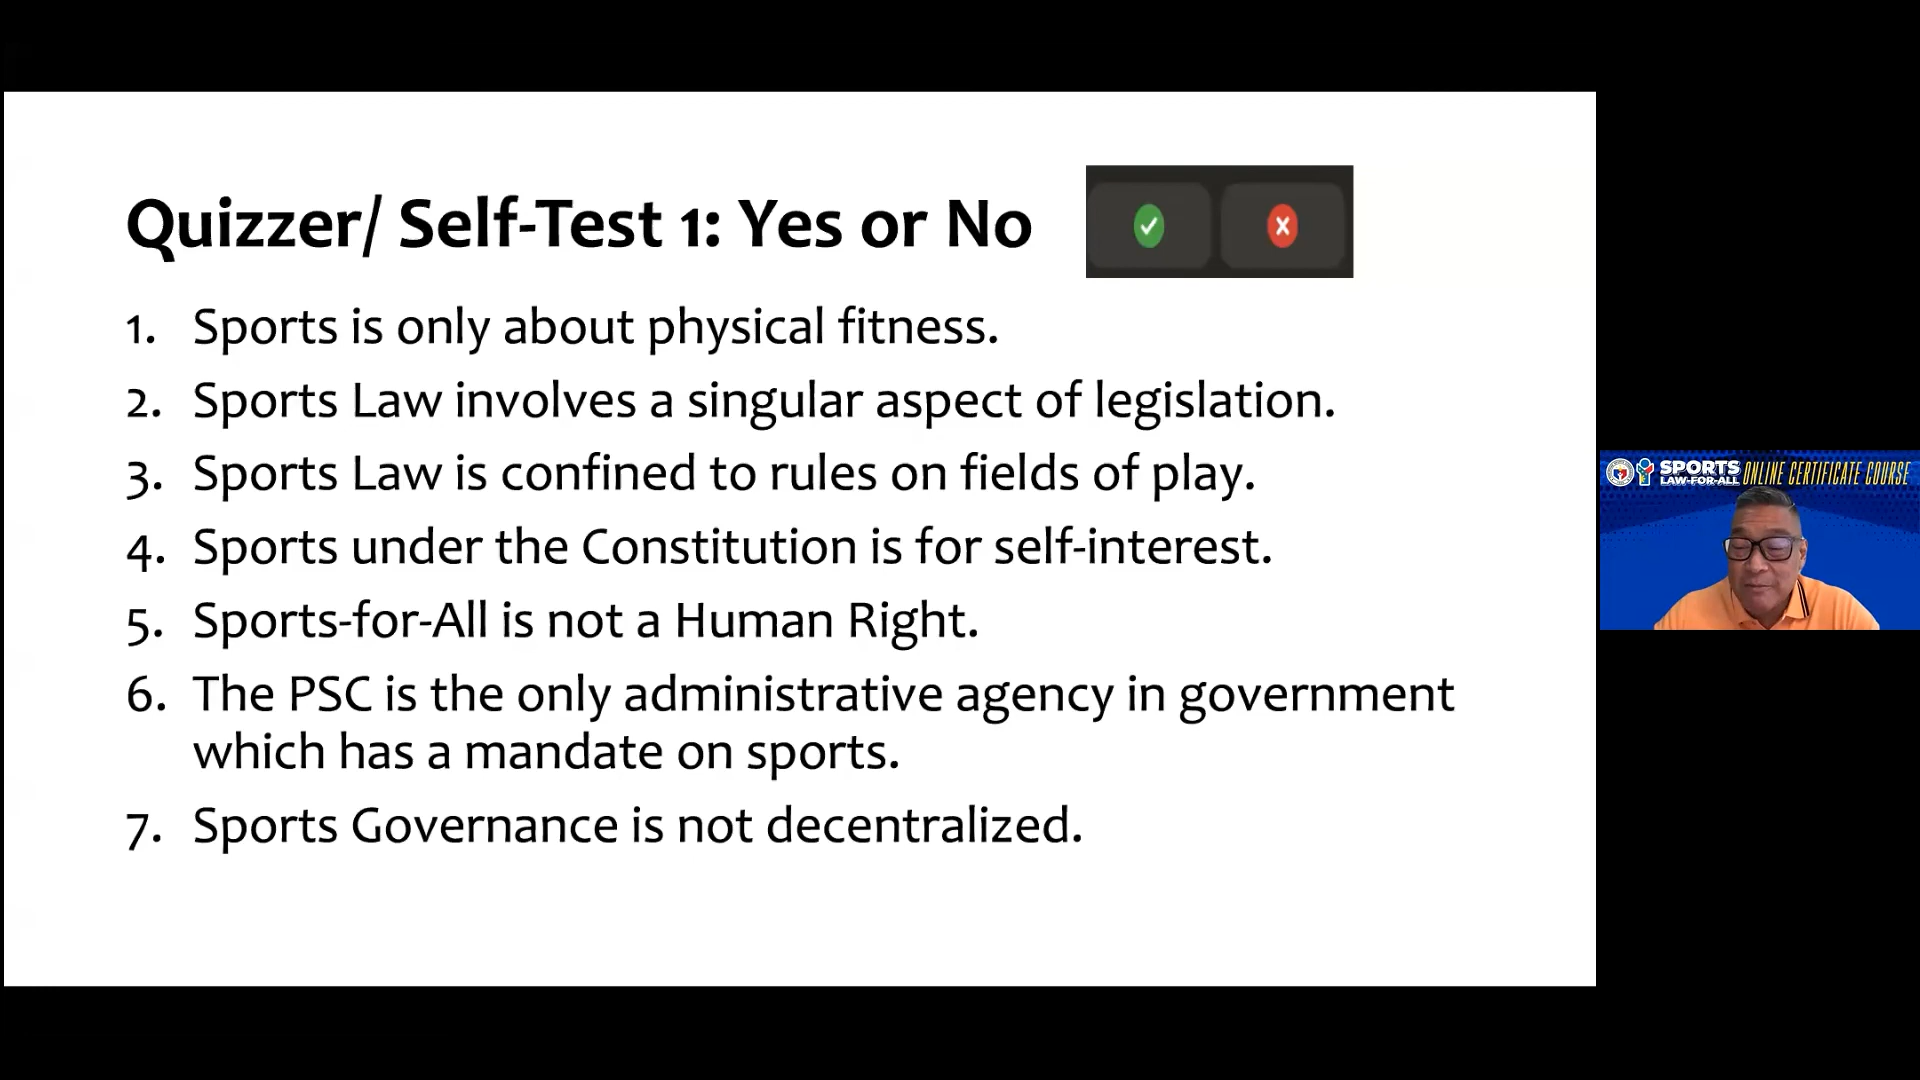 Quizzer/ Self-Test 1: Yes or No
1. Sports is only about physical fitness.
2. Sports Law involves a singular aspect of legislation.
3. Sports Law is confined to rules on fields of play.
4. Sports under the Constitution is for self-interest.
5. Sports-for-All is not a Human Right.
6. The PSC is the only administrative agency in government
which has a mandate on sports.
7. Sports Governance is not decentralized.
SPORTS
LAW-FOR-ALL
ONLINE CERTIFICATE COURSE